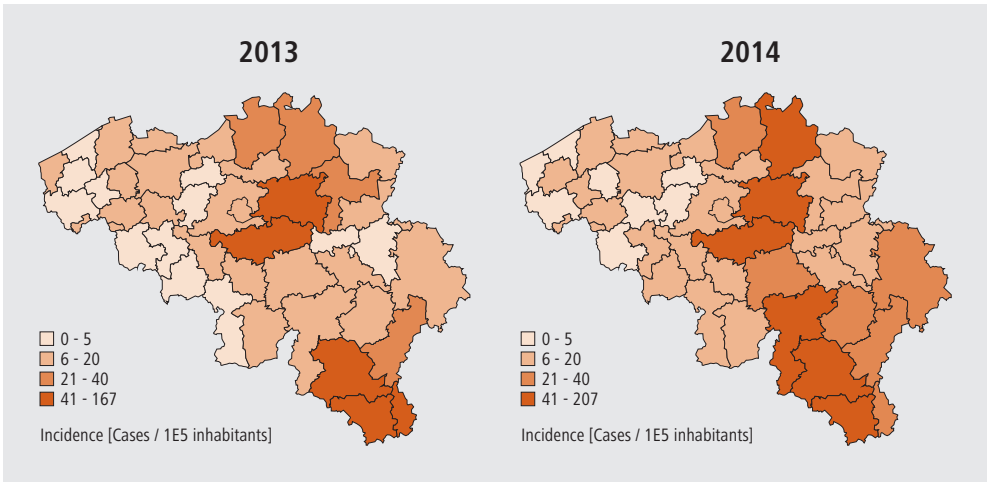 2013
0 - 5
6 - 20
21 - 40
41 - 167
Incidence [Cases / 1E5 inhabitants]
2014
0 - 5
6 - 20
21 - 40
41 - 207
Incidence [Cases / 1E5 inhabitants]